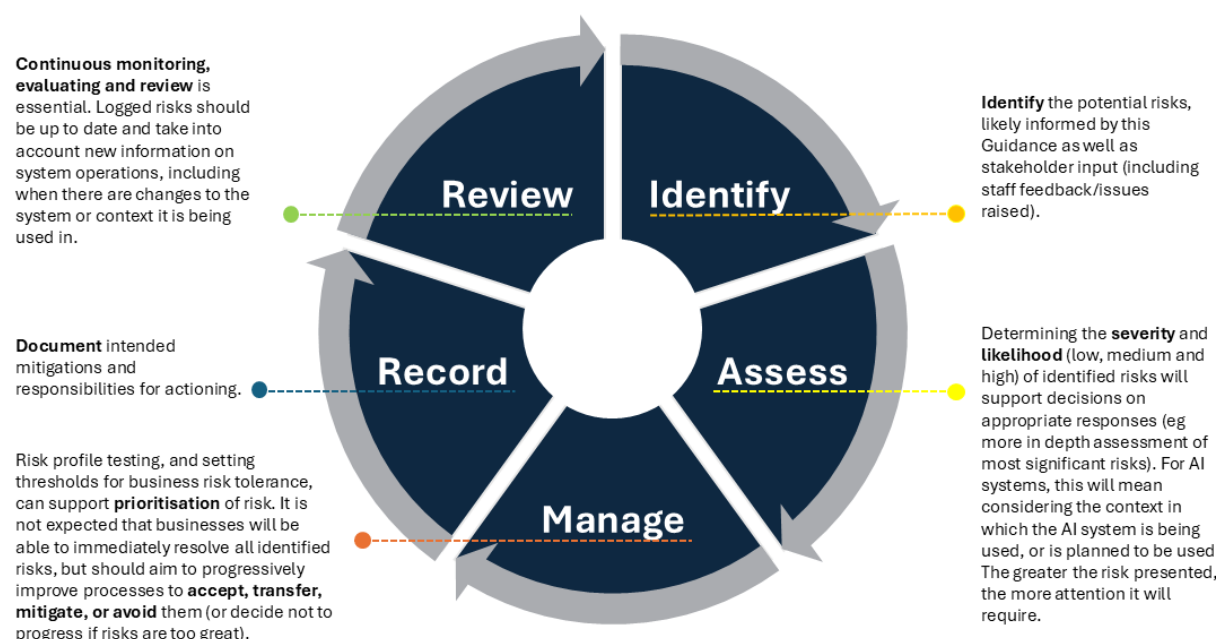 Continuous monitoring,
evaluating and review is
essential. Logged risks should
be up to date and take into
account new information on
system operations, including
when there are changes to the
system or context it is being
used in.
Review
Identify
Identify the potential risks,
likely informed by this
Guidance as well as
stakeholder input (including
staff feedback/issues
raised).
Document intended
mitigations and
responsibilities for actioning.
Record
Assess
Determining the severity and
likelihood (low, medium and
high) of identified risks will
support decisions on
appropriate responses (eg
more in depth assessment of
most significant risks). For AI
systems, this will mean
considering the context in
which the AI system is being
used, or is planned to be used
The greater the risk presented,
the more attention it will
require.
Risk profile testing, and setting
thresholds for business risk tolerance,
can support prioritisation of risk. It is
not expected that businesses will be
able to immediately resolve all identified
risks, but should aim to progressively
improve processes to accept, transfer,
mitigate, or avoid them (or decide not to
progress if risks are too great).
Manage